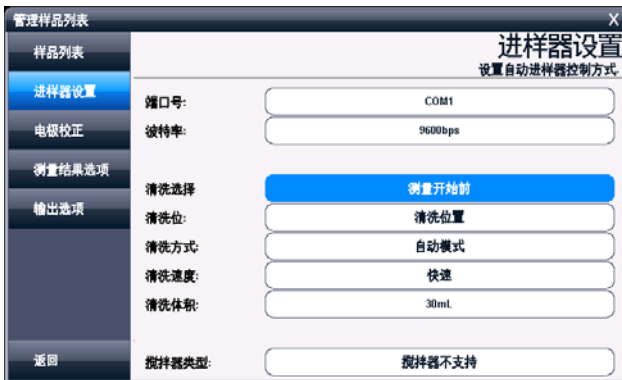 管理样品列表 X
样品列表
进样器设置
电极校正
测量结果选项
输出选项
返回
进样器设置
设置自动进样器控制方式.
端口号: COM1
波特率: 9600bps
清洗选择 测量开始前
清洗位: 清洗位置
清洗方式: 自动模式
清洗速度: 快速
清洗体积: 30mL
搅拌器类型: 搅拌器不支持